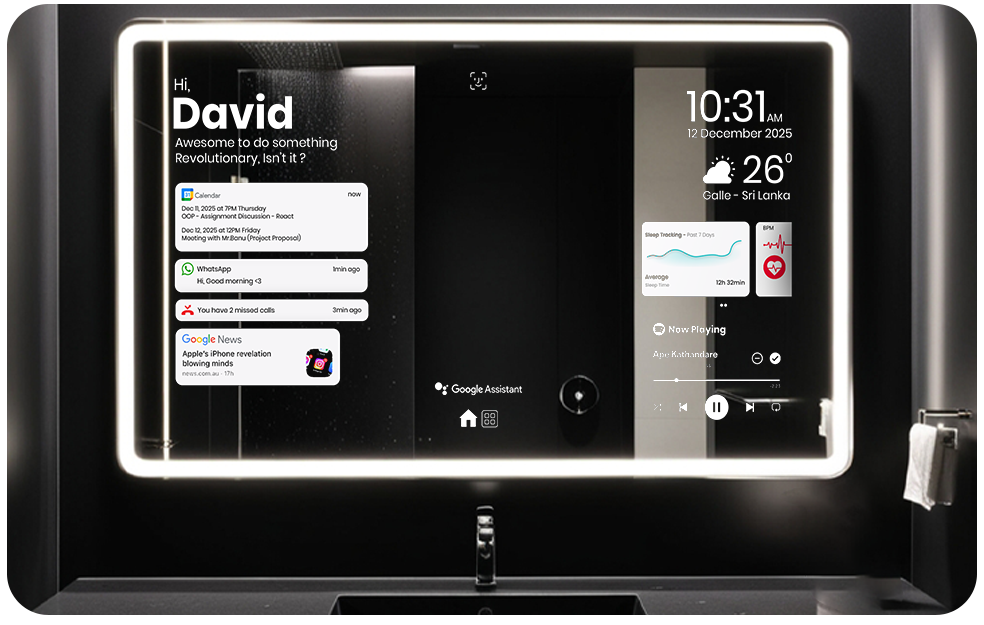 Hi,
David
Awesome to do something
Revolutionary, Isn't it ?
31
Calendar
now
Dec 11, 2025 at 7PM Thursday
OOP - Assignment Discussion - React
Dec 12, 2025 at 12PM Friday
Meeting with Mr.Banu (Project Proposal)
WhatsApp
1min ago
Hi, Good morning <3
You have 2 missed calls
3min ago
Google News
Apple's iPhone revelation
blowing minds
news.com.au · 17h
Google Assistant
10:31 AM
12 December 2025
26°
Galle - Sri Lanka
Sleep Tracking - Past 7 Days
Average
Sleep Time
12h 32min
BPM
Now Playing
Ape Kathandare